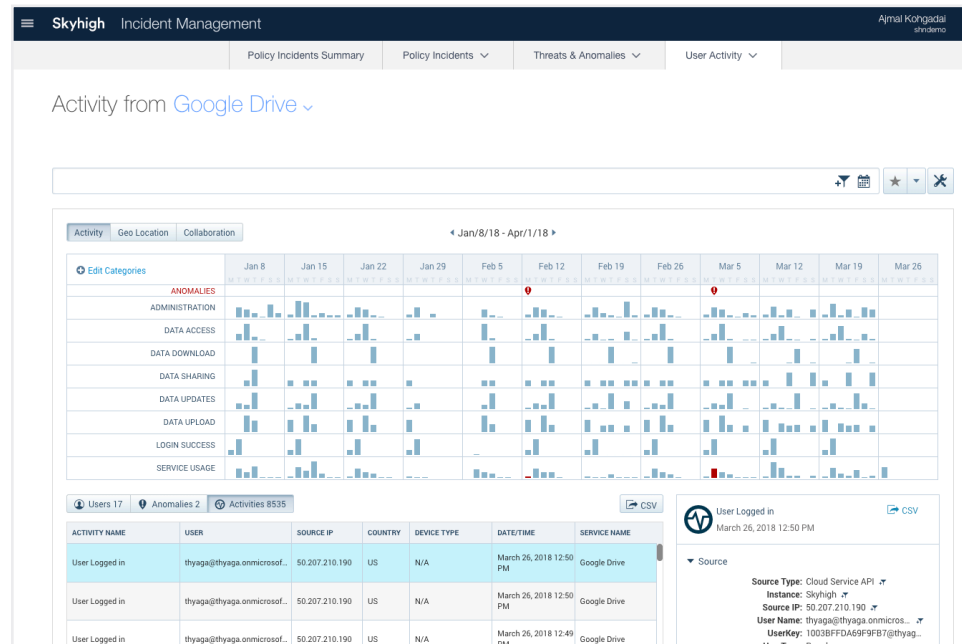 Skyhigh Incident Management
Ajmal Kohgadai
shndemo
Policy Incidents Summary Policy Incidents Threats & Anomalies User Activity
Activity from Google Drive
Activity Geo Location Collaboration Jan/8/18 - Apr/1/18
Edit Categories Jan 8 Jan 15 Jan 22 Jan 29 Feb 5 Feb 12 Feb 19 Feb 26 Mar 5 Mar 12 Mar 19 Mar 26
M T W T F S S M T W T F S S M T W T F S S M T W T F S S M T W T F S S M T W T F S S M T W T F S S M T W T F S S M T W T F S S M T W T F S S M T W T F S S M T W T F S S
ANOMALIES
ADMINISTRATION
DATA ACCESS
DATA DOWNLOAD
DATA SHARING
DATA UPDATES
DATA UPLOAD
LOGIN SUCCESS
SERVICE USAGE
Users 17 Anomalies 2 Activities 8535 CSV
ACTIVITY NAME USER SOURCE IP COUNTRY DEVICE TYPE DATE/TIME SERVICE NAME
User Logged in thyaga@thyaga.onmicrosof... 50.207.210.190 US N/A March 26, 2018 12:50 PM Google Drive
User Logged in thyaga@thyaga.onmicrosof... 50.207.210.190 US N/A March 26, 2018 12:50 PM Google Drive
User Logged in thyaga@thyaga.onmicrosof... 50.207.210.190 US N/A March 26, 2018 12:49 PM Google Drive
User Logged in CSV
March 26, 2018 12:50 PM
Source
Source Type: Cloud Service API
Instance: Skyhigh
Source IP: 50.207.210.190
User Name: thyaga@thyaga.onmicros...
UserKey: 1003BFFDA69F9FB7@thyag...